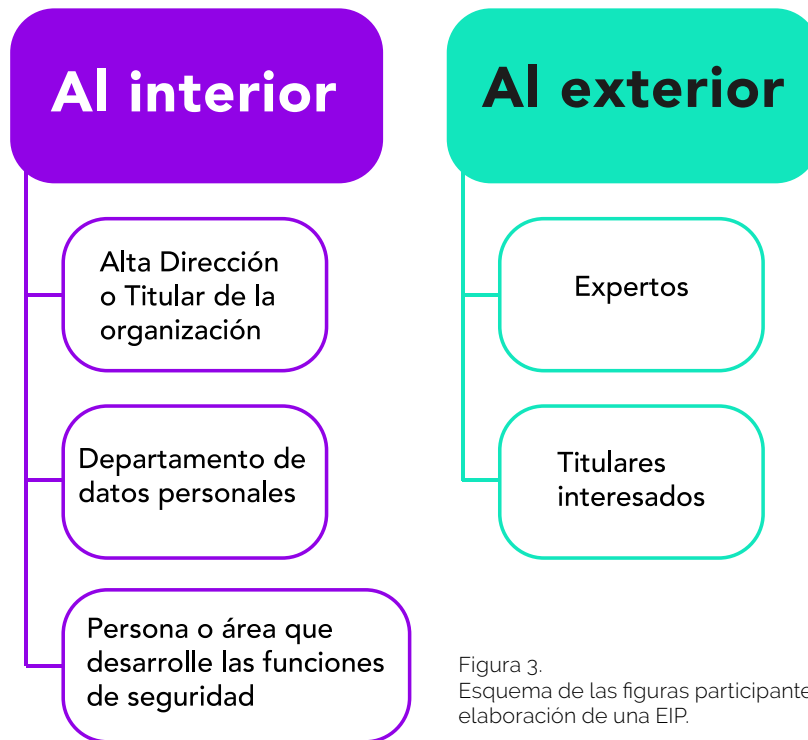 Al interior
Alta Dirección
o Titular de la
organización
Departamento de
datos personales
Persona o área que
desarrolle las funciones
de seguridad
Al exterior
Expertos
Titulares
interesados
Figura 3.
Esquema de las figuras participante
elaboración de una EIP.